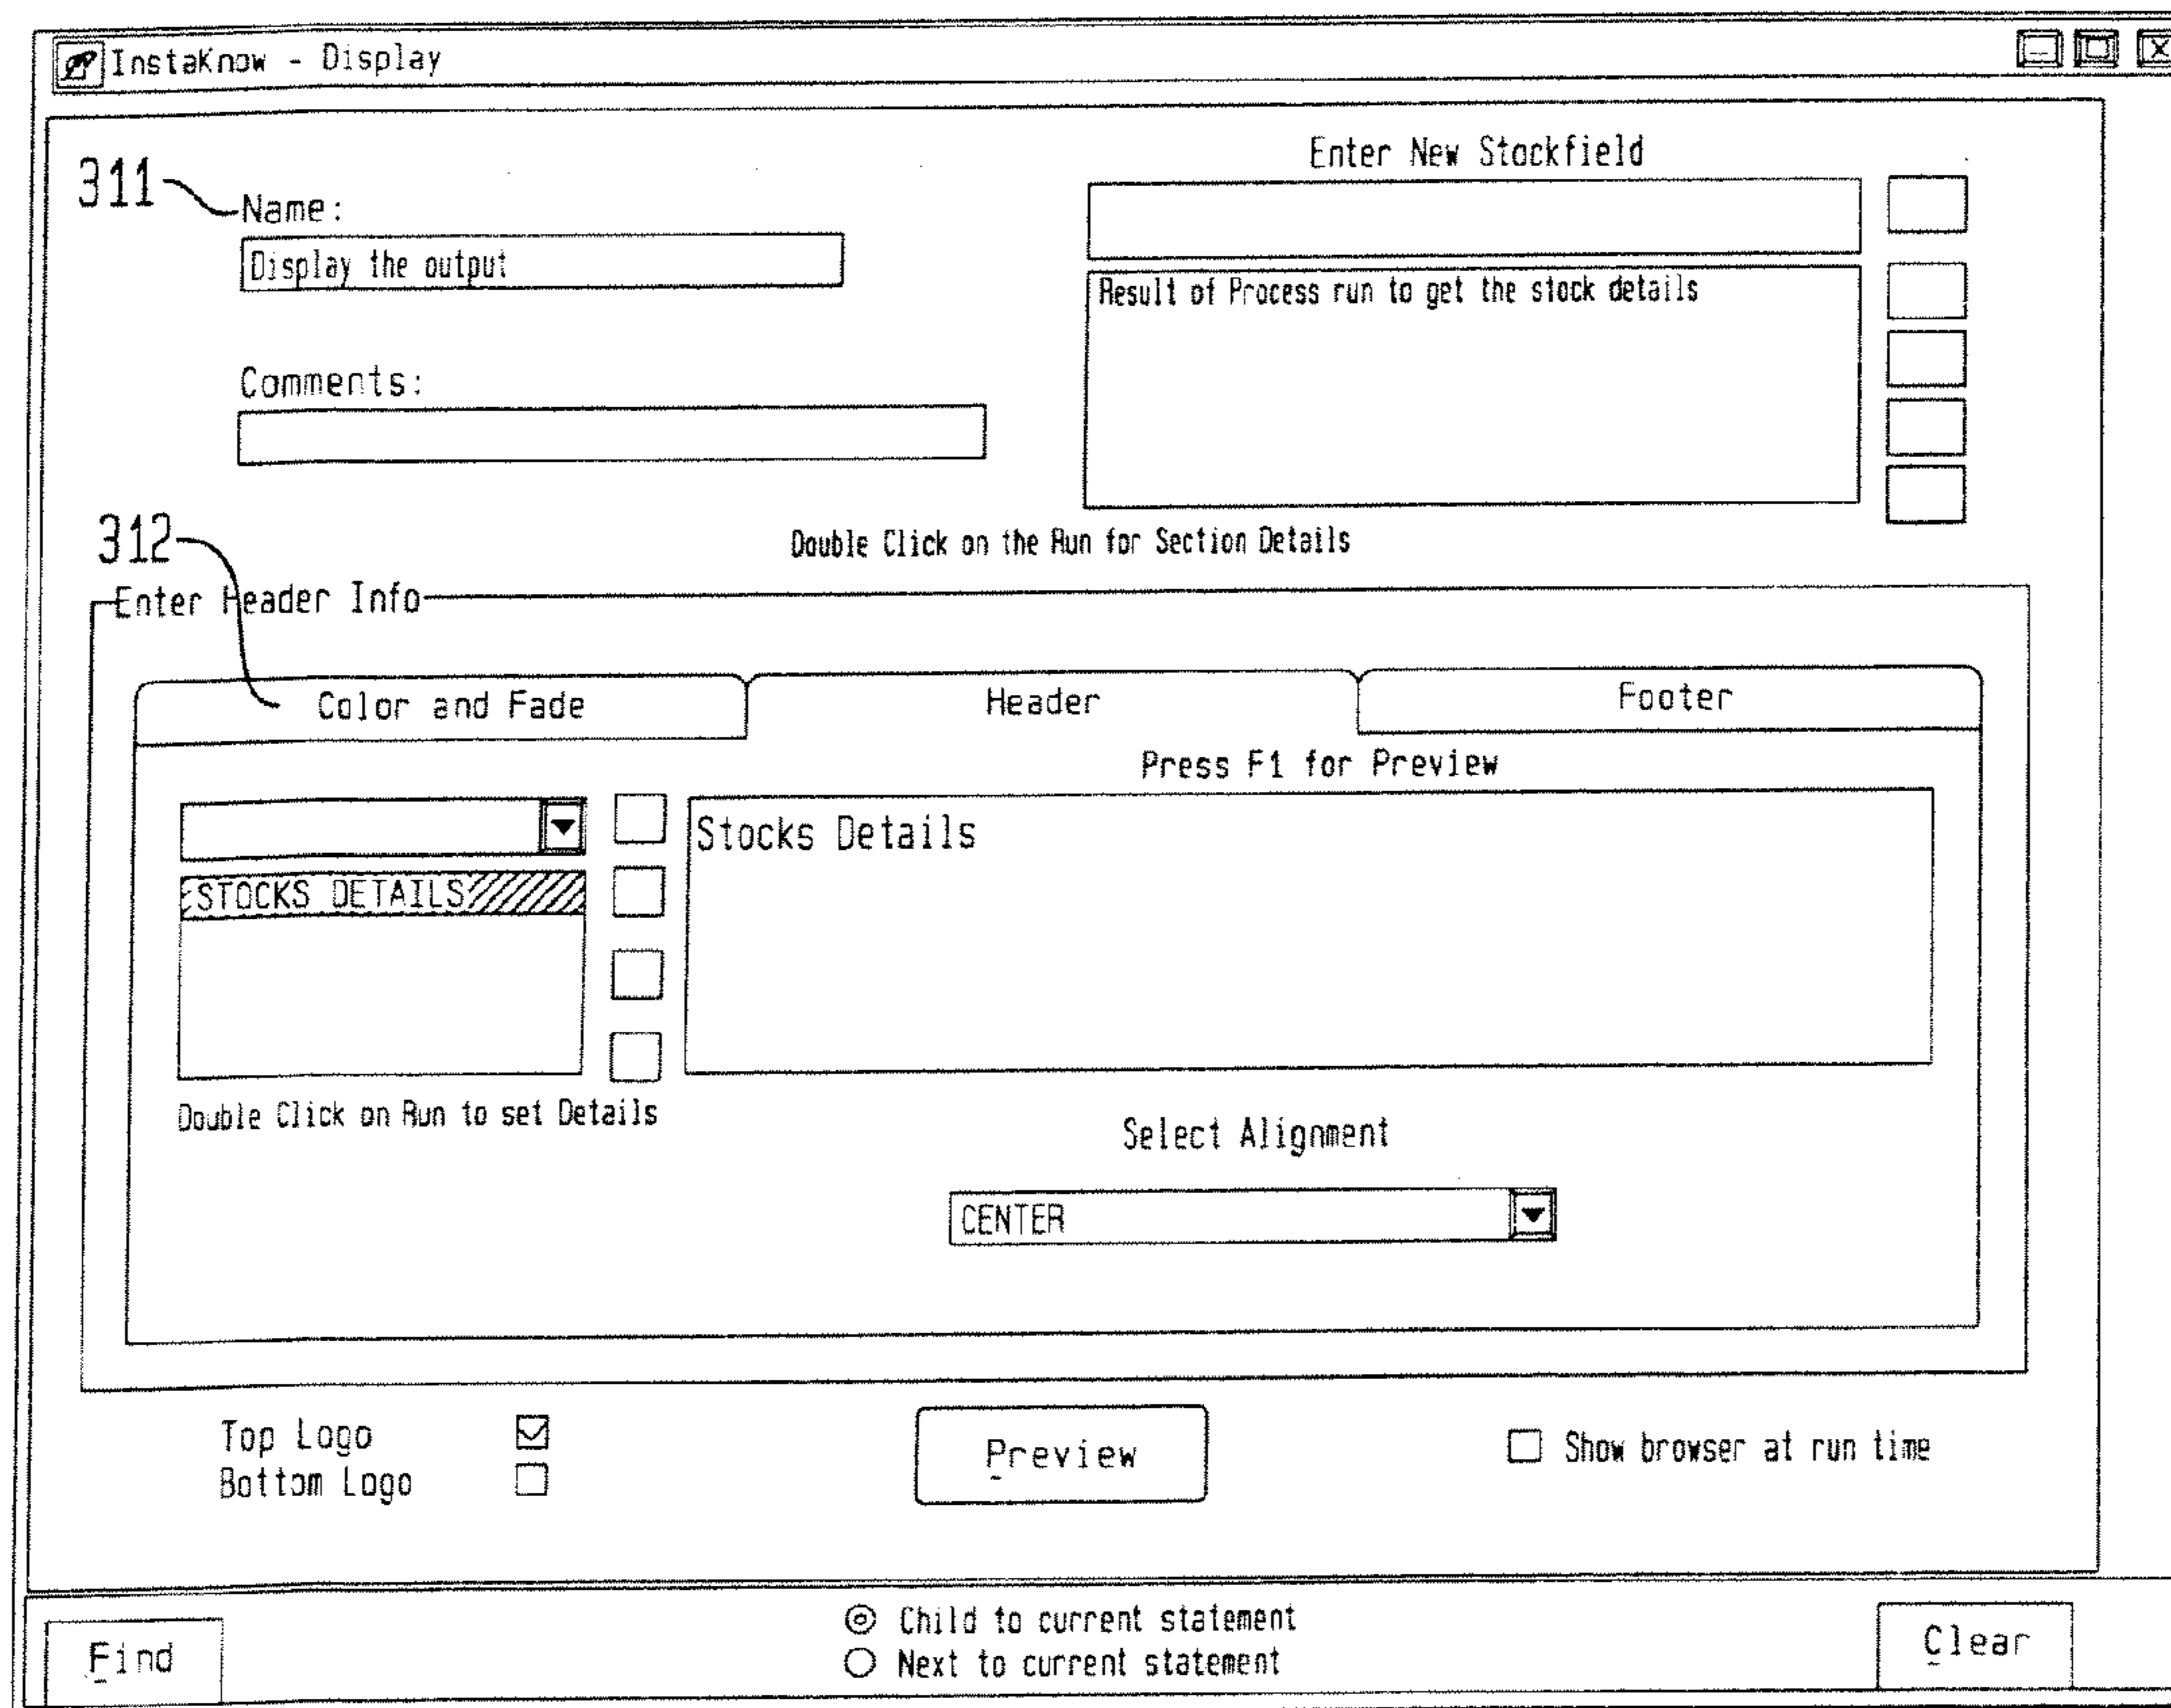 InstaKnow - Display
311
Name:
Display the output
Comments:
Enter New Stockfield
Result of Process run to get the stock details
Double Click on the Run for Section Details
312
Enter Header Info
Color and Fade
Header
Footer
Press F1 for Preview
STOCKS DETAILS
Stocks Details
Double Click on Run to set Details
Select Alignment
CENTER
Top Logo
Bottom Logo
Preview
Show browser at run time
Find
Child to current statement
Next to current statement
Clear